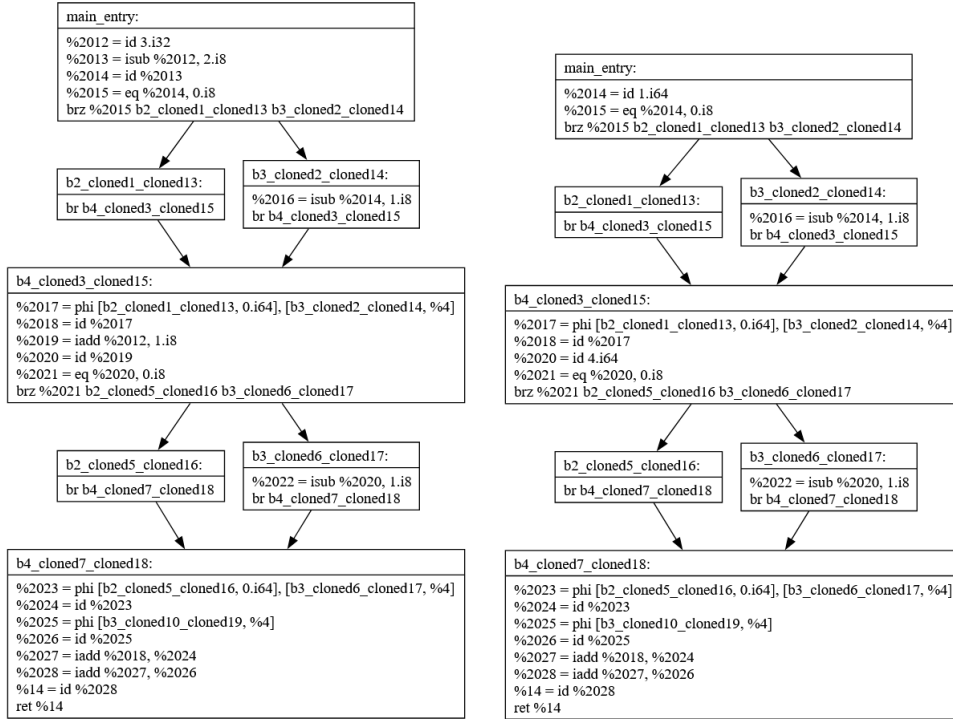 main_entry:
%2012 = id 3.i32
%2013 = isub %2012, 2.i8
%2014 = id %2013
%2015 = eq %2014, 0.i8
brz %2015 b2_cloned1_cloned13 b3_cloned2_cloned14
b2_cloned1_cloned13:
br b4_cloned3_cloned15
b3_cloned2_cloned14:
%2016 = isub %2014, 1.i8
br b4_cloned3_cloned15
b4_cloned3_cloned15:
%2017 = phi [b2_cloned1_cloned13, 0.i64], [b3_cloned2_cloned14, %4]
%2018 = id %2017
%2019 = iadd %2012, 1.i8
%2020 = id %2019
%2021 = eq %2020, 0.i8
brz %2021 b2_cloned5_cloned16 b3_cloned6_cloned17
b2_cloned5_cloned16:
br b4_cloned7_cloned18
b3_cloned6_cloned17:
%2022 = isub %2020, 1.i8
br b4_cloned7_cloned18
b4_cloned7_cloned18:
%2023 = phi [b2_cloned5_cloned16, 0.i64], [b3_cloned6_cloned17, %4]
%2024 = id %2023
%2025 = phi [b3_cloned10_cloned19, %4]
%2026 = id %2025
%2027 = iadd %2018, %2024
%2028 = iadd %2027, %2026
%14 = id %2028
ret %14
main_entry:
%2014 = id 1.i64
%2015 = eq %2014, 0.i8
brz %2015 b2_cloned1_cloned13 b3_cloned2_cloned14
b2_cloned1_cloned13:
br b4_cloned3_cloned15
b3_cloned2_cloned14:
%2016 = isub %2014, 1.i8
br b4_cloned3_cloned15
b4_cloned3_cloned15:
%2017 = phi [b2_cloned1_cloned13, 0.i64], [b3_cloned2_cloned14, %4]
%2018 = id %2017
%2020 = id 4.i64
%2021 = eq %2020, 0.i8
brz %2021 b2_cloned5_cloned16 b3_cloned6_cloned17
b2_cloned5_cloned16:
br b4_cloned7_cloned18
b3_cloned6_cloned17:
%2022 = isub %2020, 1.i8
br b4_cloned7_cloned18
b4_cloned7_cloned18:
%2023 = phi [b2_cloned5_cloned16, 0.i64], [b3_cloned6_cloned17, %4]
%2024 = id %2023
%2025 = phi [b3_cloned10_cloned19, %4]
%2026 = id %2025
%2027 = iadd %2018, %2024
%2028 = iadd %2027, %2026
%14 = id %2028
ret %14